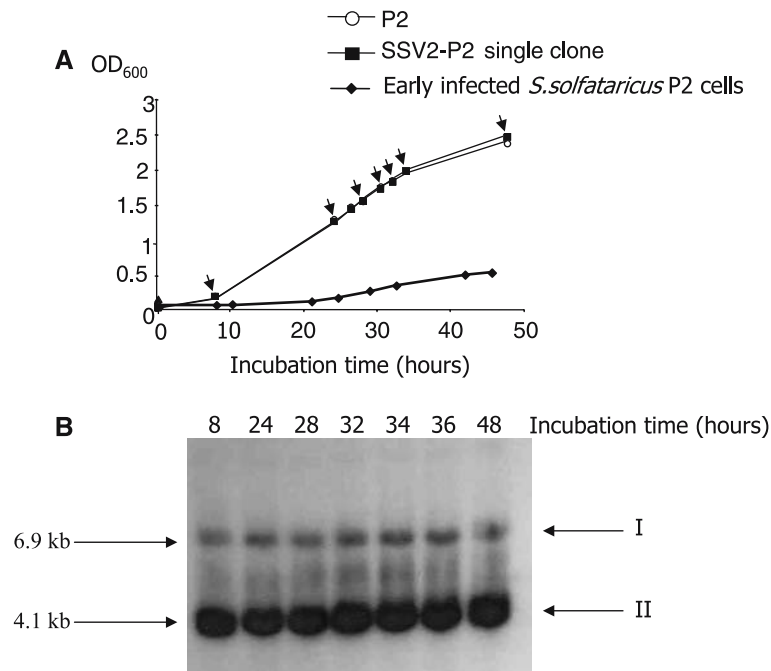 P2
SSV2-P2 single clone
Early infected S.solfataricus P2 cells
A
OD600
3
2.5
2
1.5
1
0.5
0
0 10 20 30 40 50
Incubation time (hours)
B
8 24 28 32 34 36 48 Incubation time (hours)
6.9 kb
I
4.1 kb
II